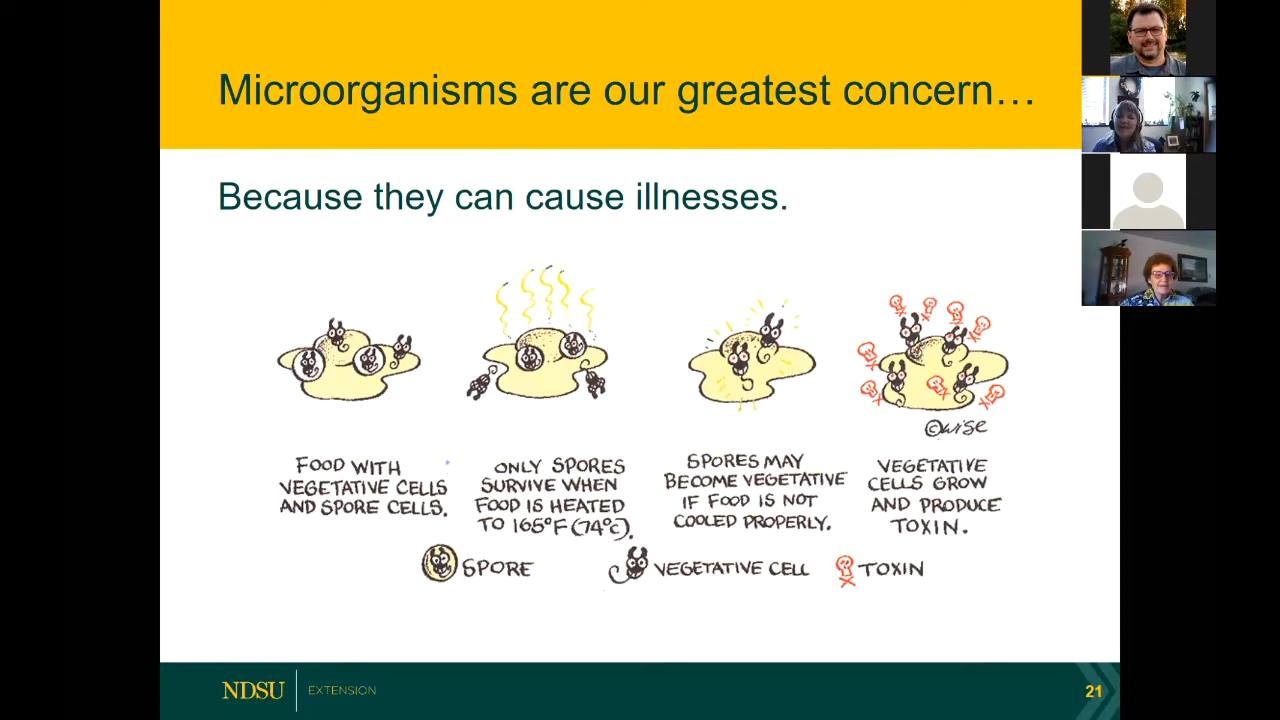 Microorganisms are our greatest concern…
Because they can cause illnesses.
©wise
FOOD WITH
VEGETATIVE CELLS
AND SPORE CELLS.
ONLY SPORES
SURVIVE WHEN
FOOD IS HEATED
TO 165°F (74°C).
SPORES MAY
BECOME VEGETATIVE
IF FOOD IS NOT
COOLED PROPERLY.
VEGETATIVE
CELLS GROW
AND PRODUCE
TOXIN.
SPORE
VEGETATIVE CELL
TOXIN
NDSU
EXTENSION
21